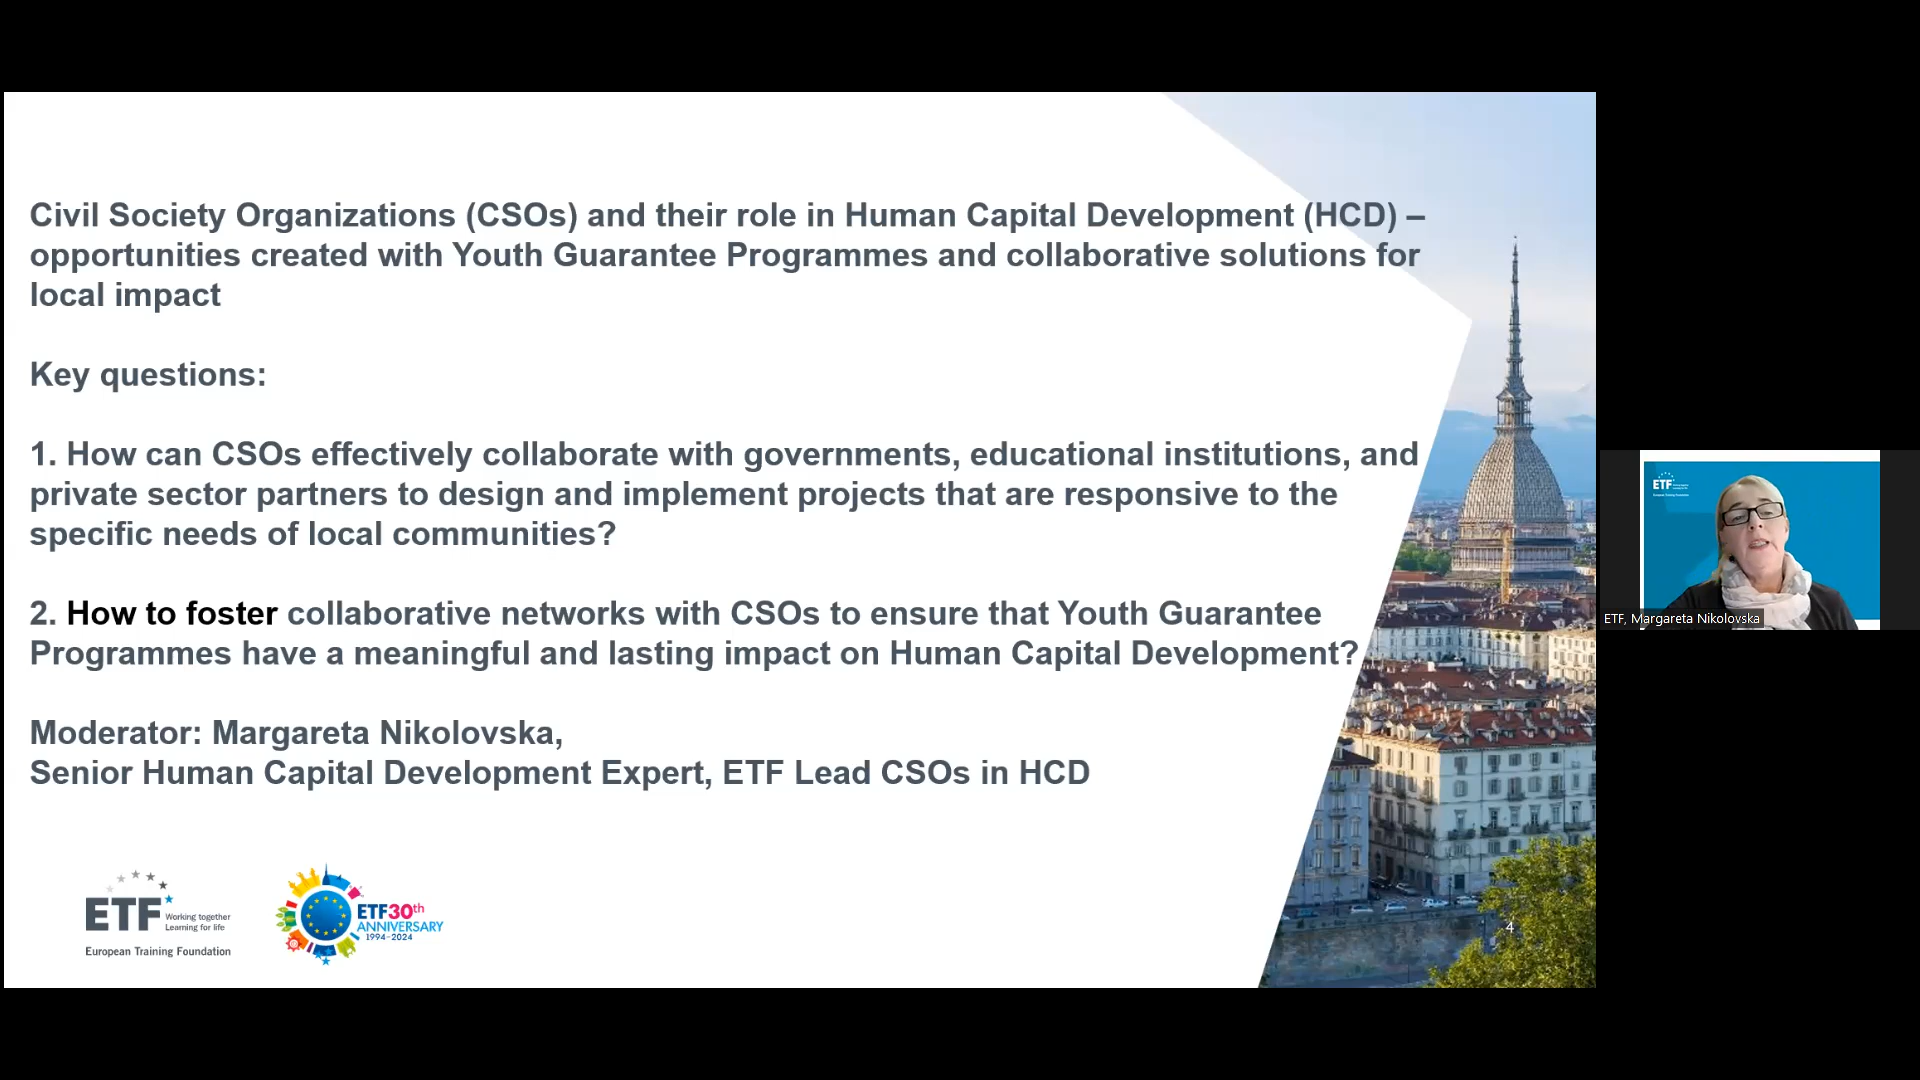 Civil Society Organizations (CSOs) and their role in Human Capital Development (HCD) –
opportunities created with Youth Guarantee Programmes and collaborative solutions for
local impact
Key questions:
1. How can CSOs effectively collaborate with governments, educational institutions, and
private sector partners to design and implement projects that are responsive to the
specific needs of local communities?
2. How to foster collaborative networks with CSOs to ensure that Youth Guarantee
Programmes have a meaningful and lasting impact on Human Capital Development?
Moderator: Margareta Nikolovska,
Senior Human Capital Development Expert, ETF Lead CSOs in HCD
ETF
Working together
Learning for life
European Training Foundation
ETF30th
ANNIVERSARY
1994-2024
4
ETF
ETF, Margareta Nikolovska